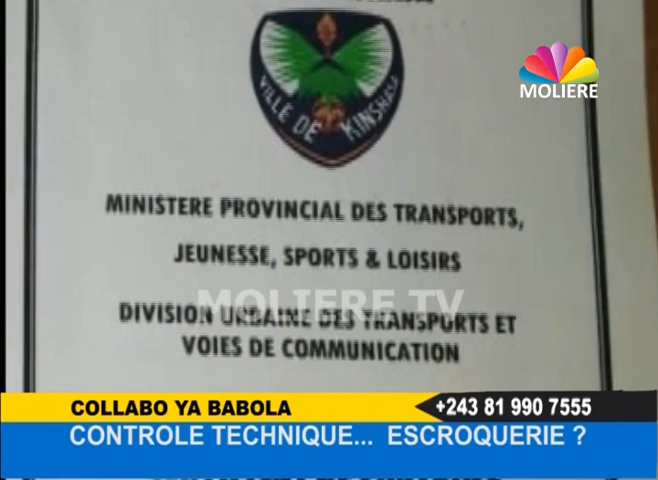 VILLE DE KINSHASA
MOLIERE
MINISTERE PROVINCIAL DES TRANSPORTS,
JEUNESSE, SPORTS & LOISIRS
MOLIERE TV
DIVISION URBAINE DES TRANSPORTS ET
VOIES DE COMMUNICATION
COLLABO YA BABOLA
+243 81 990 7555
CONTROLE TECHNIQUE... ESCROQUERIE ?